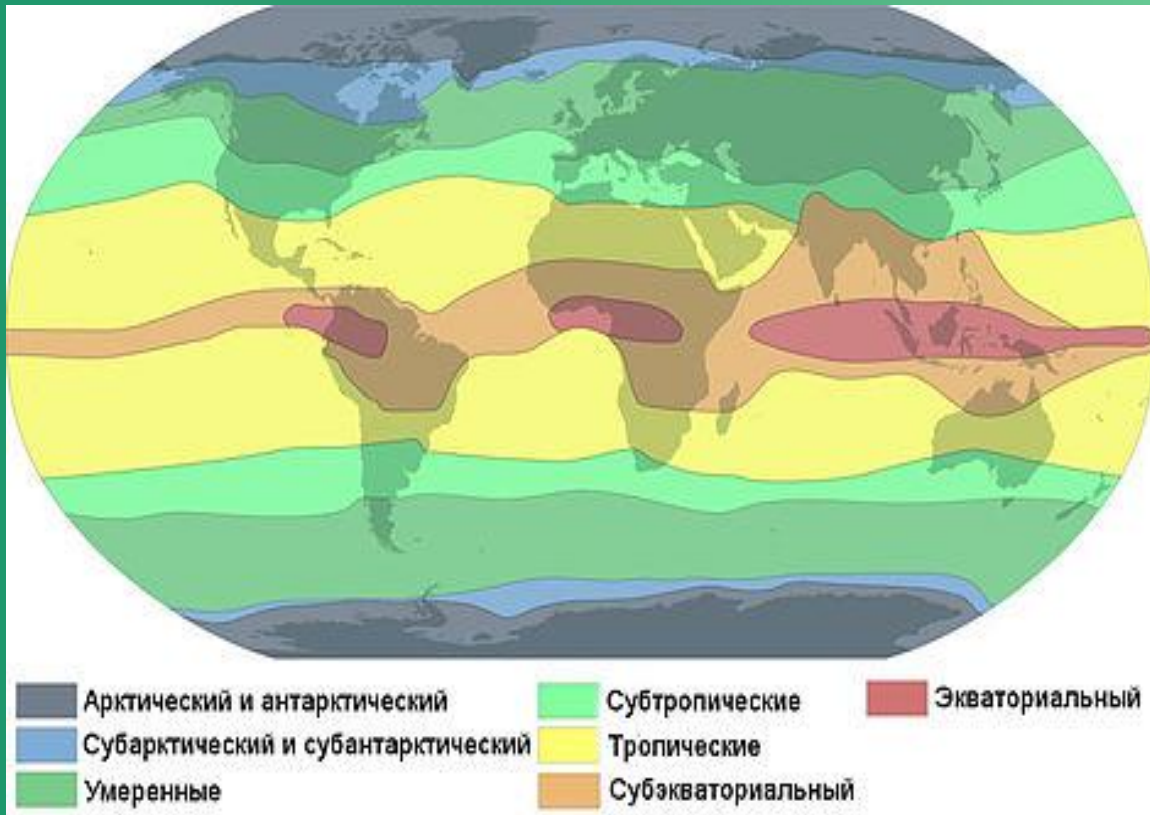 Арктический и антарктический
Субарктический и субантарктический
Умеренные
Субтропические
Тропические
Субэкваториальный
Экваториальный